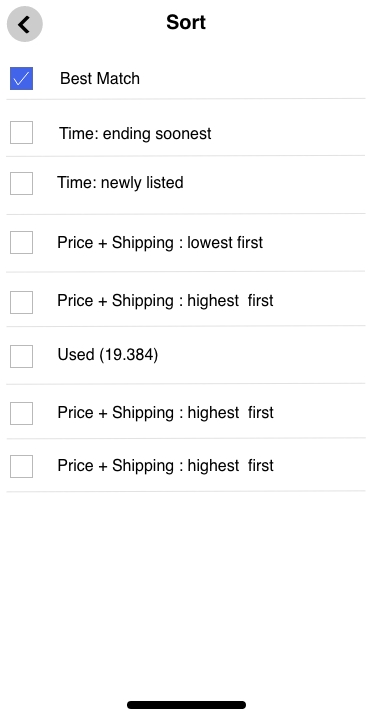 Sort
Best Match
Time: ending soonest
Time: newly listed
Price + Shipping : lowest first
Price + Shipping : highest  first
Used (19.384)
Price + Shipping : highest  first
Price + Shipping : highest  first